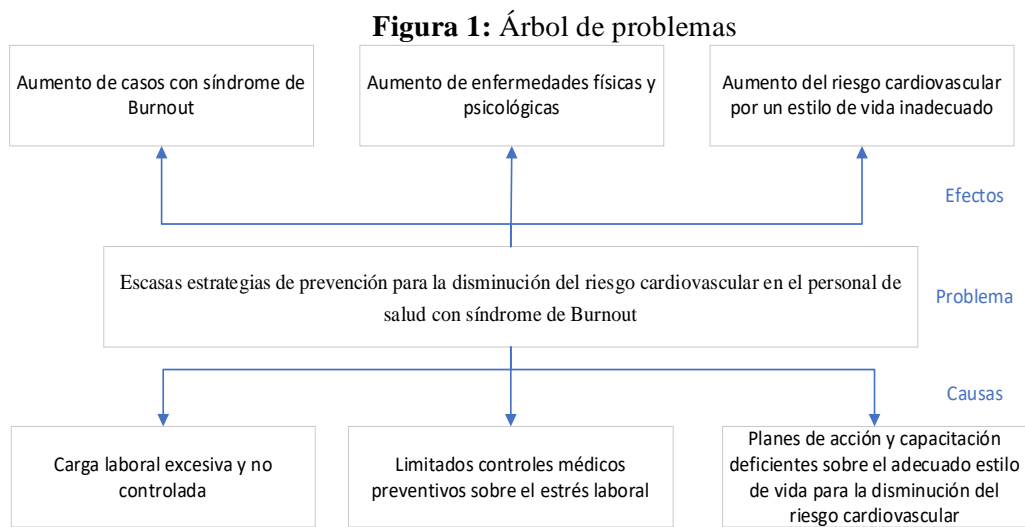 Figura 1: Árbol de problemas
Aumento de casos con síndrome de
Burnout
Aumento de enfermedades físicas y
psicológicas
Aumento del riesgo cardiovascular
por un estilo de vida inadecuado
Efectos
Escasas estrategias de prevención para la disminución del riesgo cardiovascular en el personal de
salud con síndrome de Burnout
Problema
Causas
Carga laboral excesiva y no
controlada
Limitados controles médicos
preventivos sobre el estrés laboral
Planes de acción y capacitación
deficientes sobre el adecuado estilo
de vida para la disminución del
riesgo cardiovascular